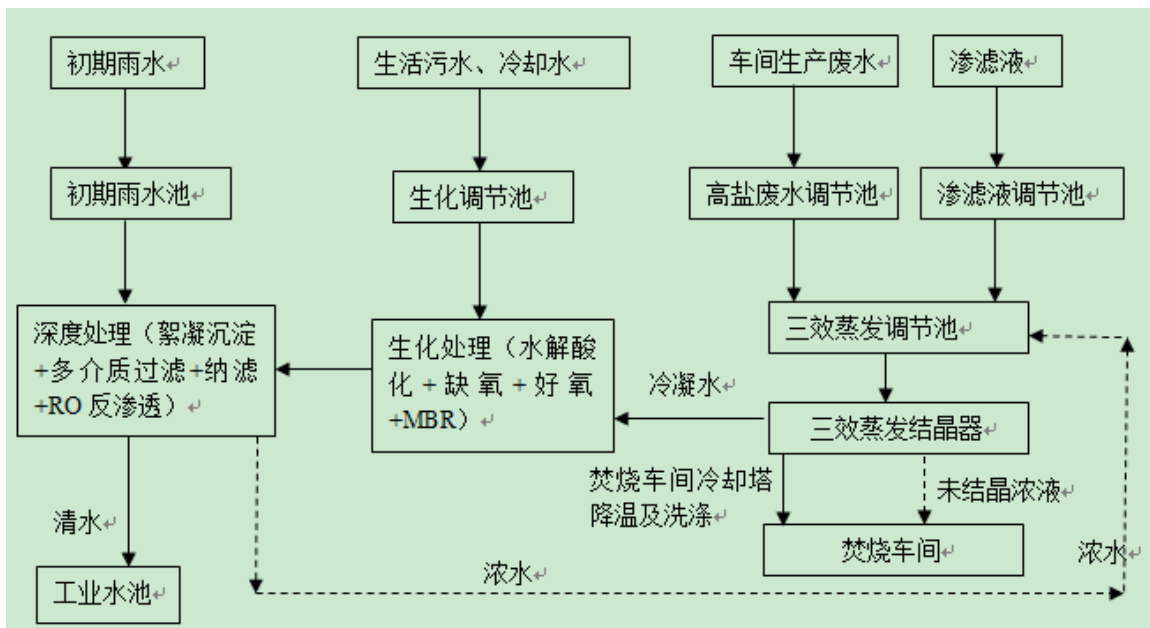 初期雨水
生活污水、冷却水
车间生产废水
渗滤液
初期雨水池
生化调节池
高盐废水调节池
渗滤液调节池
深度处理（絮凝沉淀
+多介质过滤+纳滤
+RO反渗透）
生化处理（水解酸
化+缺氧+好氧
+MBR）
三效蒸发调节池
冷凝水
三效蒸发结晶器
焚烧车间冷却塔
降温及洗涤
未结晶浓液
清水
焚烧车间
浓水
浓水
工业水池